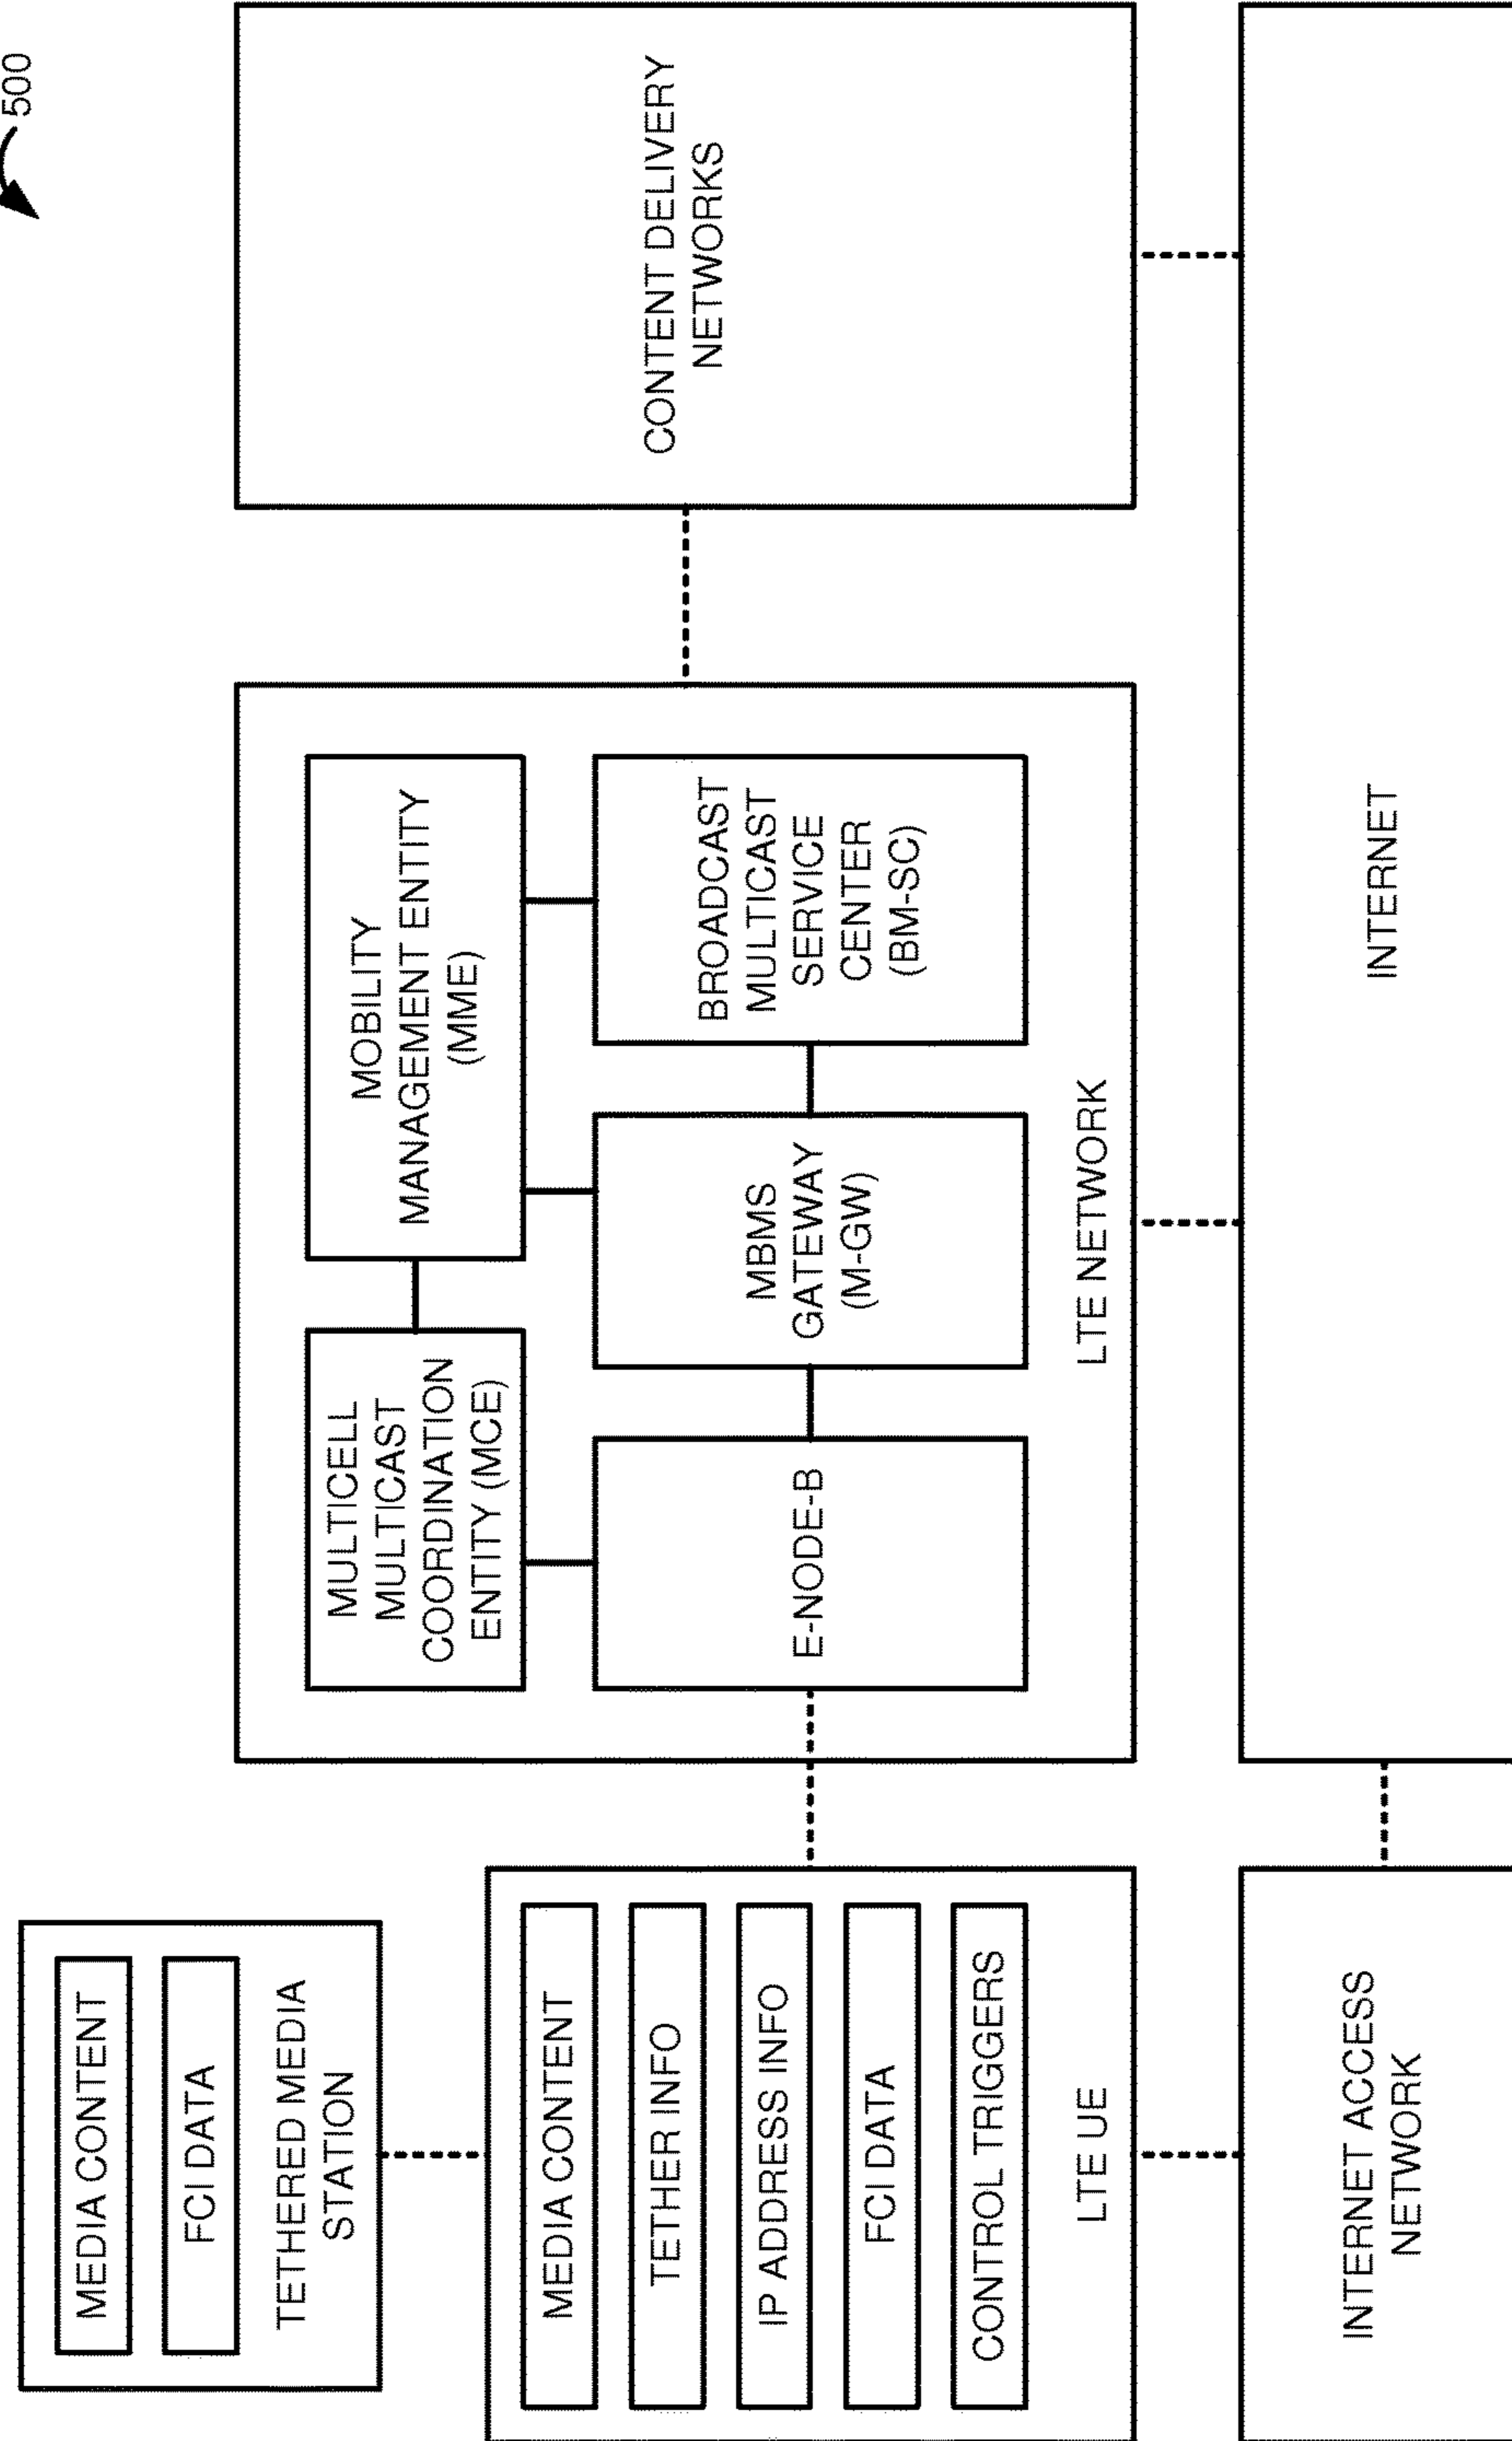 500
MEDIA CONTENT
FCI DATA
TETHERED MEDIA
STATION
MEDIA CONTENT
TETHER INFO
IP ADDRESS INFO
FCI DATA
CONTROL TRIGGERS
LTE UE
MULTICELL
MULTICAST
COORDINATION
ENTITY (MCE)
MOBILITY
MANAGEMENT ENTITY
(MME)
E-NODE-B
MBMS
GATEWAY
(M-GW)
BROADCAST
MULTICAST
SERVICE
CENTER
(BM-SC)
LTE NETWORK
CONTENT DELIVERY
NETWORKS
INTERNET ACCESS
NETWORK
INTERNET